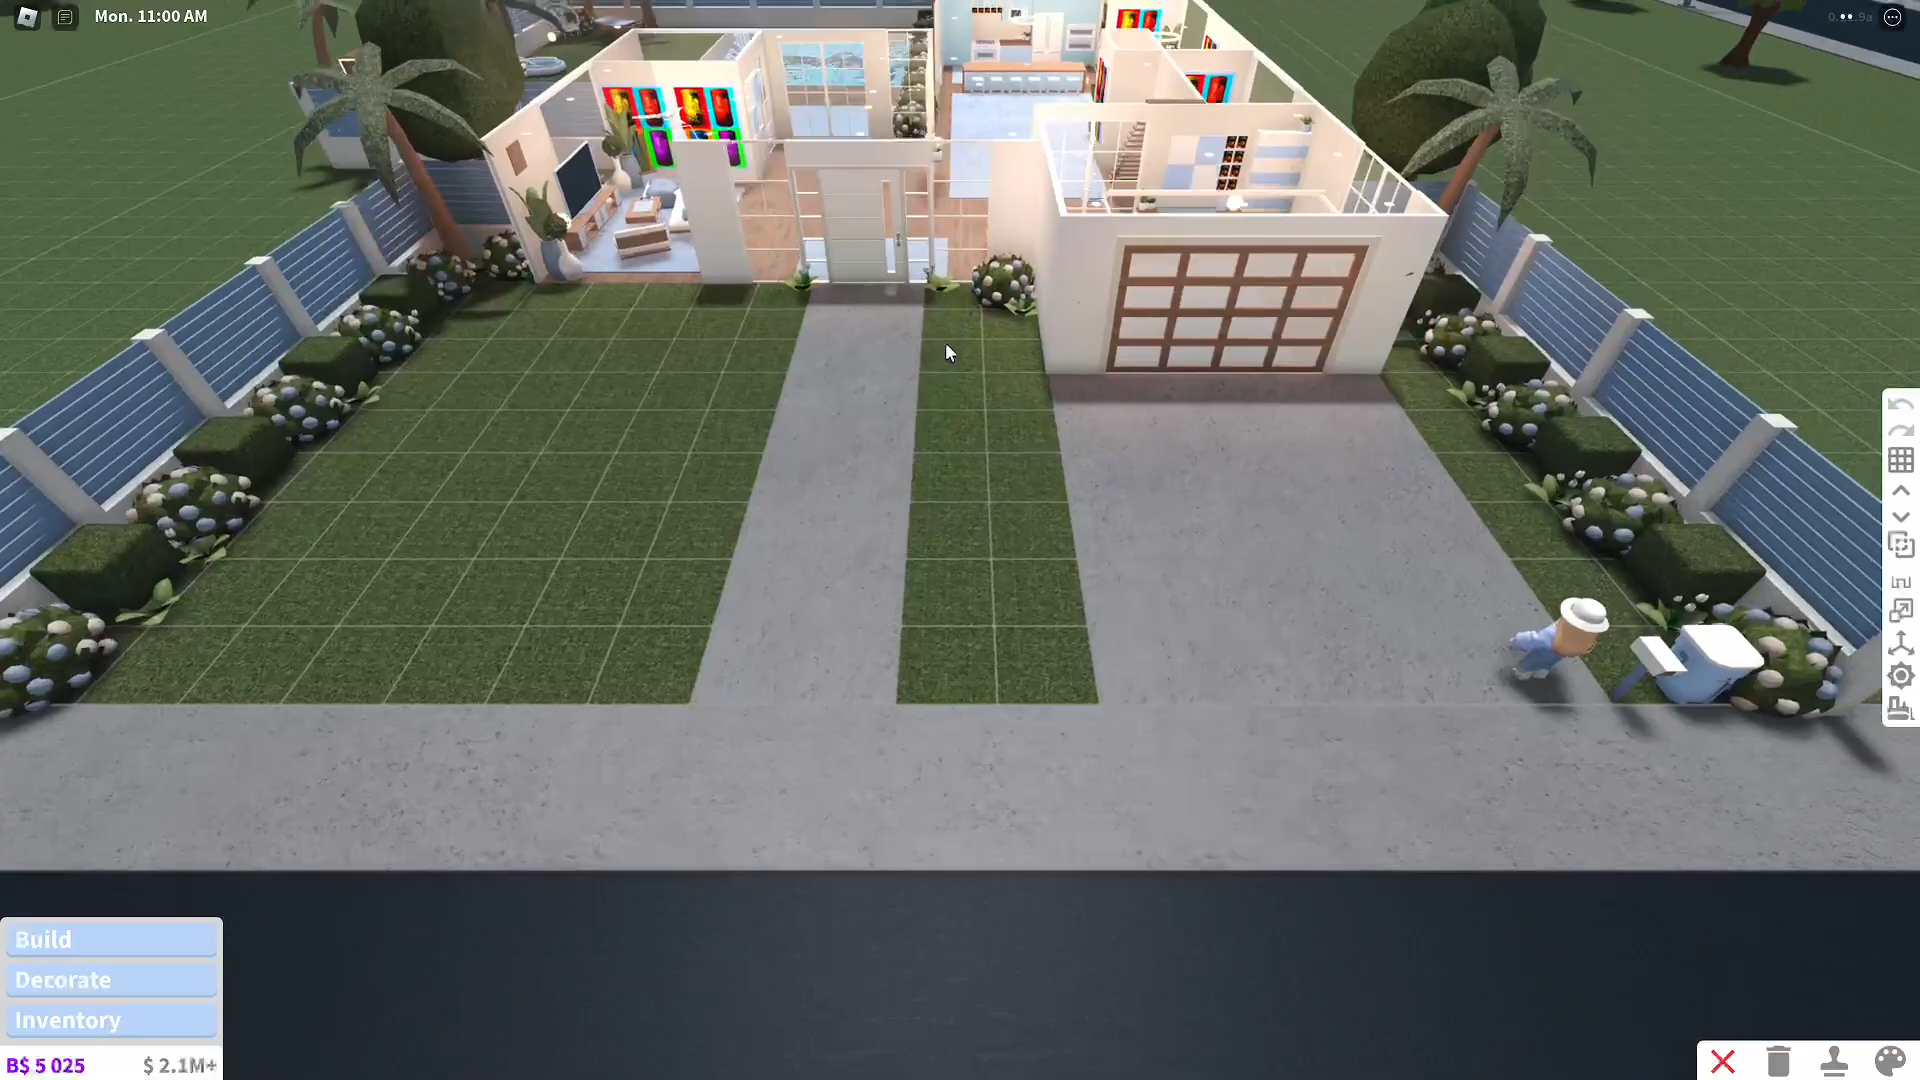 Mon. 11:00 AM
Build
Decorate
Inventory
B$ 5 025
$ 2.1M+